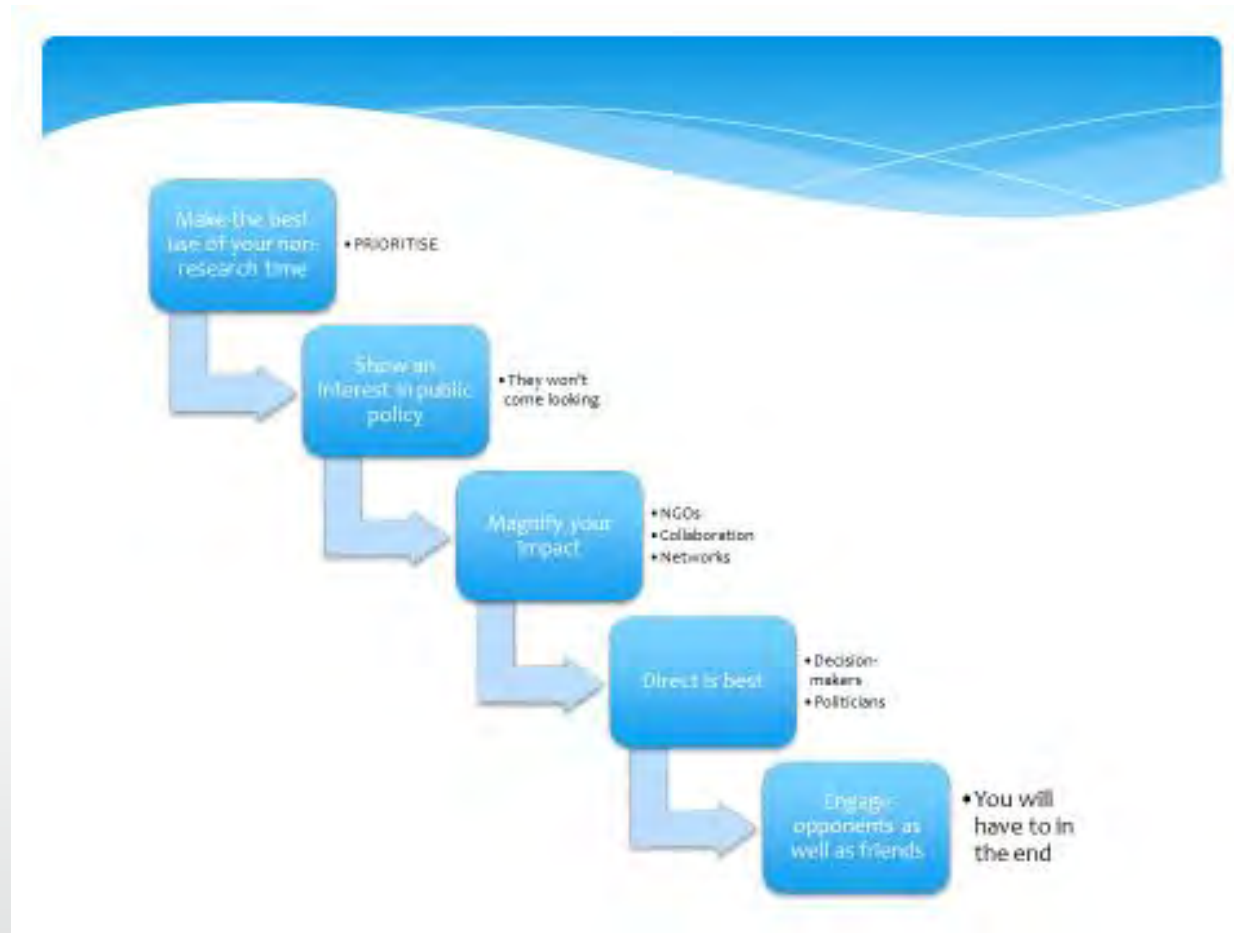 Make the best
use of your non-
research time
• PRIORITISE
Show an
interest in public
policy
• They won't
come looking
Magnify your
impact
• NGOs
• Collaboration
• Networks
Direct is best
• Decision-
makers
• Politicians
Engage
opponents as
well as friends
• You will
have to in
the end